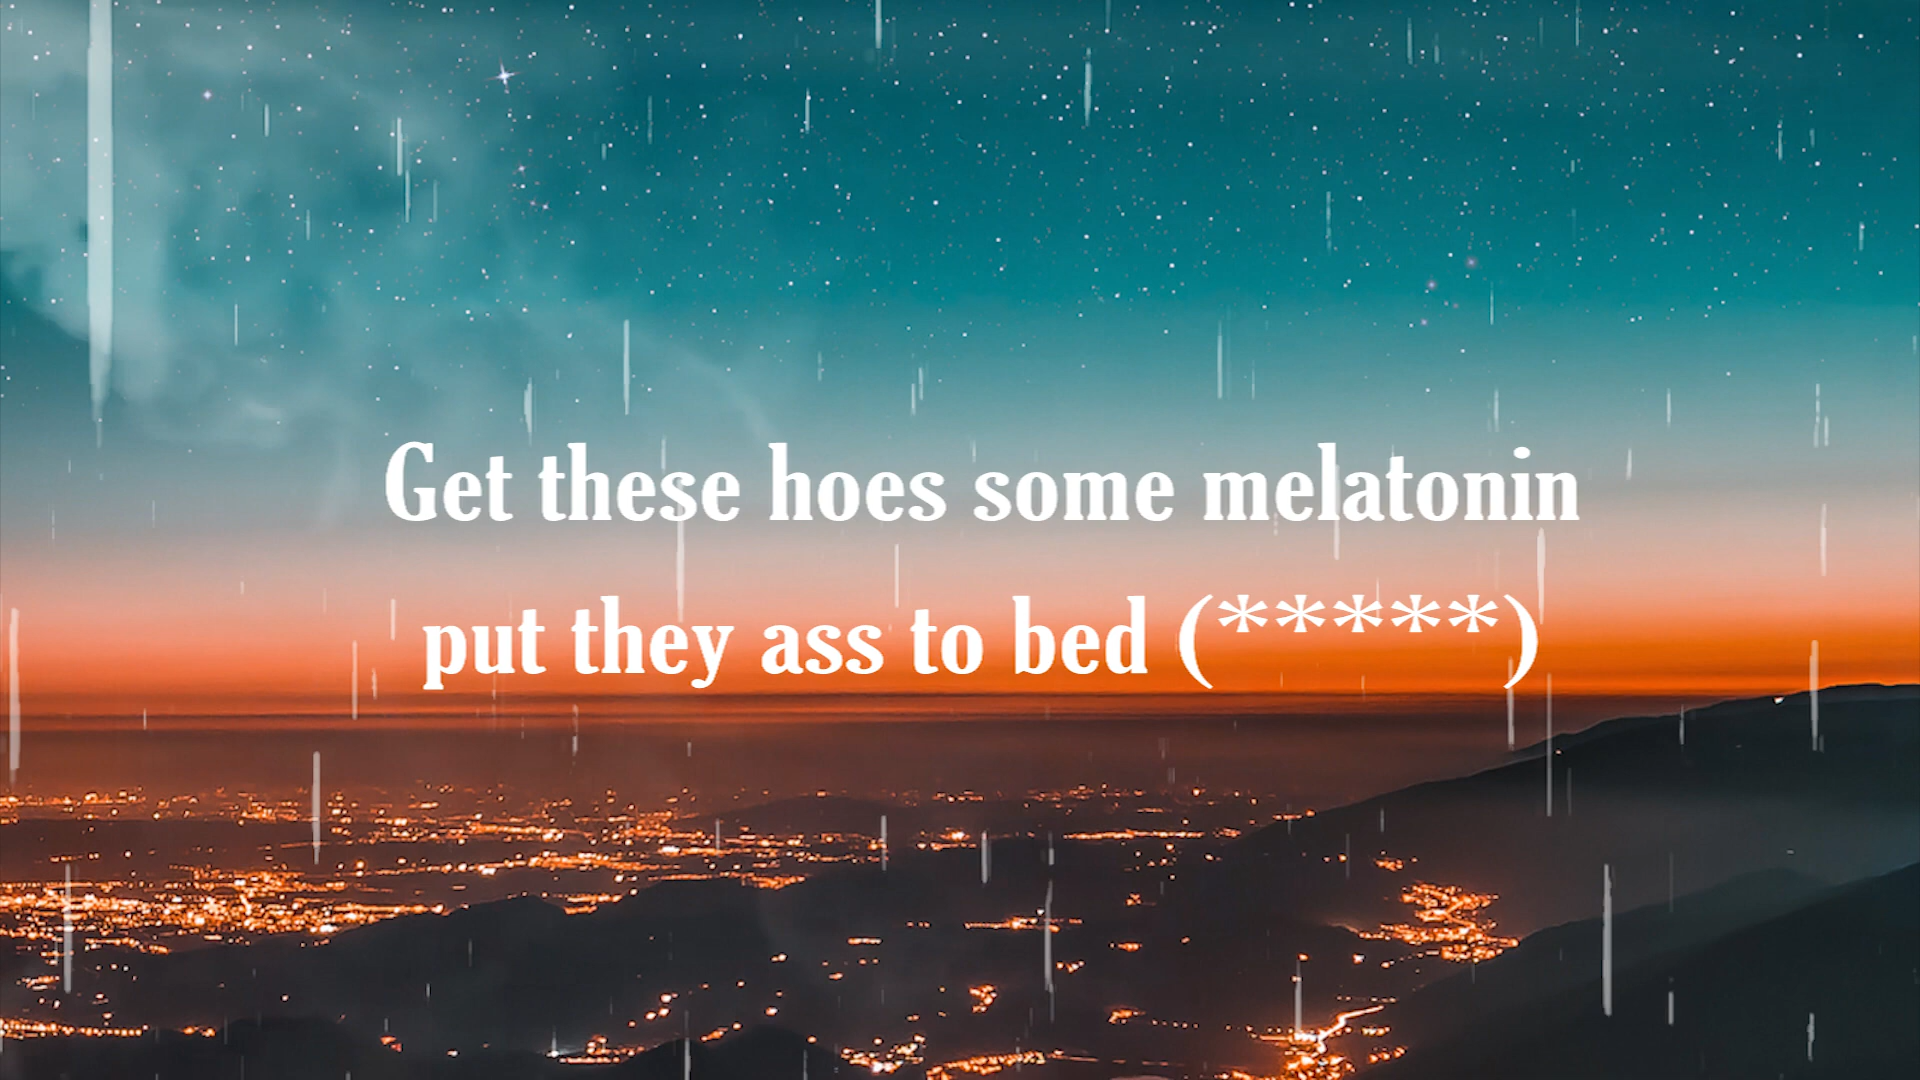 Get these hoes some melatonin
put they ass to bed (*****)